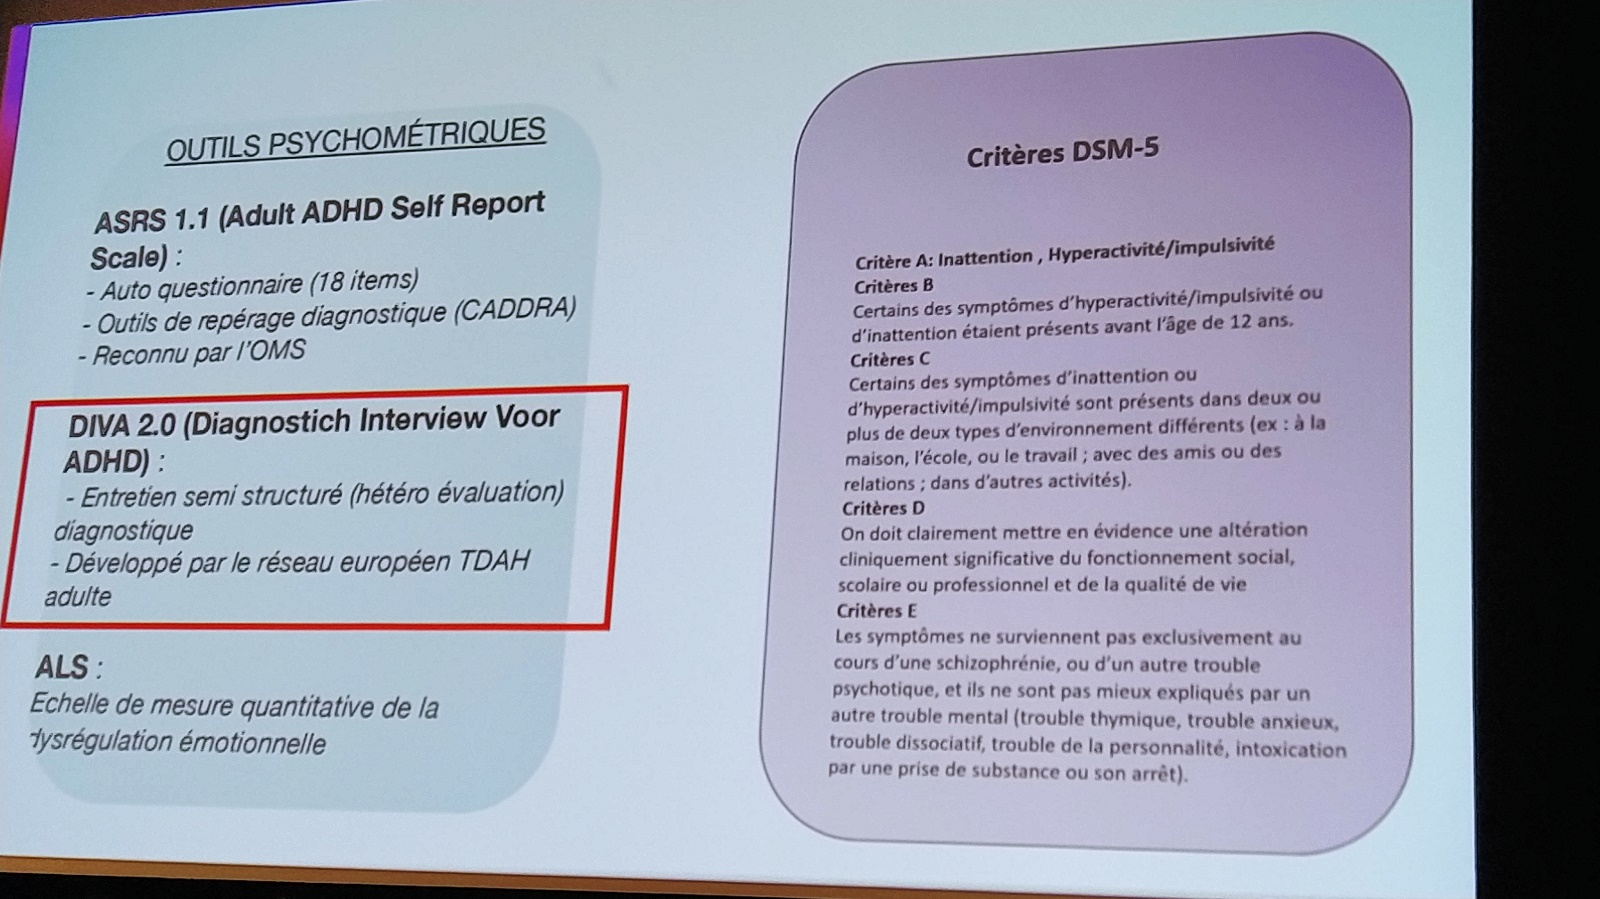 OUTILS PSYCHOMÉTRIQUES
ASRS 1.1 (Adult ADHD Self Report
Scale) :
- Auto questionnaire (18 items)
- Outils de repérage diagnostique (CADDRA)
- Reconnu par l'OMS
DIVA 2.0 (Diagnostich Interview Voor
ADHD) :
- Entretien semi structuré (hétéro évaluation)
diagnostique
- Développé par le réseau européen TDAH
adulte
ALS :
Echelle de mesure quantitative de la
dysrégulation émotionnelle
Critères DSM-5
Critère A: Inattention , Hyperactivité/impulsivité
Critères B
Certains des symptômes d'hyperactivité/impulsivité ou
d'inattention étaient présents avant l'âge de 12 ans.
Critères C
Certains des symptômes d'inattention ou
d'hyperactivité/impulsivité sont présents dans deux ou
plus de deux types d'environnement différents (ex : à la
maison, l'école, ou le travail ; avec des amis ou des
relations ; dans d'autres activités).
Critères D
On doit clairement mettre en évidence une altération
cliniquement significative du fonctionnement social,
scolaire ou professionnel et de la qualité de vie
Critères E
Les symptômes ne surviennent pas exclusivement au
cours d'une schizophrénie, ou d'un autre trouble
psychotique, et ils ne sont pas mieux expliqués par un
autre trouble mental (trouble thymique, trouble anxieux,
trouble dissociatif, trouble de la personnalité, intoxication
par une prise de substance ou son arrêt).